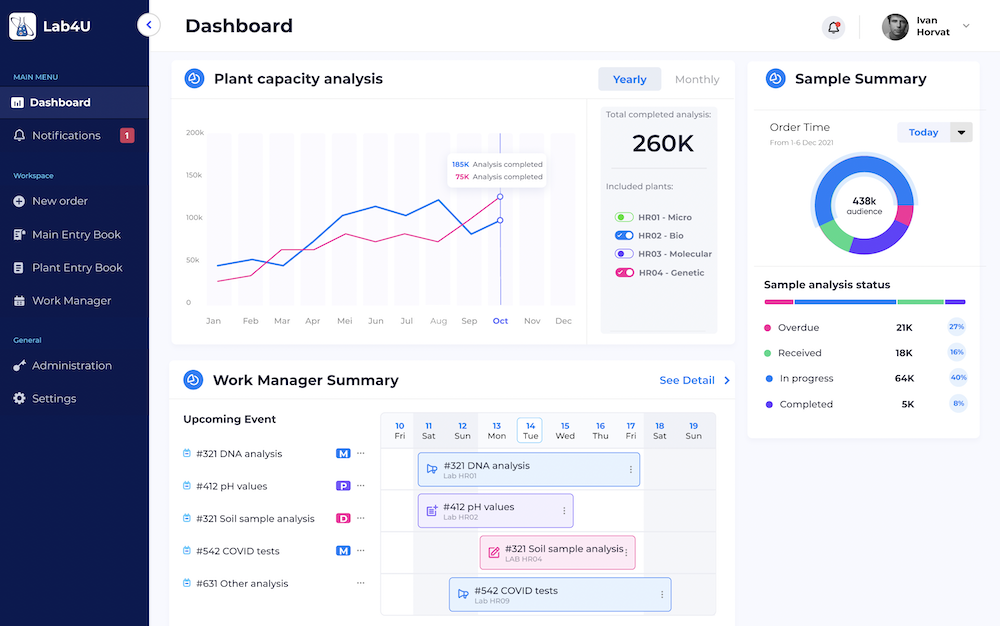 Lab4U
MAIN MENU
Dashboard
Notifications 1
Workspace
New order
Main Entry Book
Plant Entry Book
Work Manager
General
Administration
Settings
Dashboard
Ivan
Horvat
Plant capacity analysis
Yearly Monthly
200k
150k
100k
50k
0
185K Analysis completed
75K Analysis completed
Jan Feb Mar Apr Mei Jun Jul Aug Sep Oct Nov Dec
Total completed analysis:
260K
Included plants:
HR01 - Micro
HR02 - Bio
HR03 - Molecular
HR04 - Genetic
Sample Summary
Order Time
From 1-6 Dec 2021
Today
438k
audience
Sample analysis status
Overdue 21K 27%
Received 18K 16%
In progress 64K 40%
Completed 5K 8%
Work Manager Summary
See Detail
Upcoming Event
#321 DNA analysis M
#412 pH values P
#321 Soil sample analysis D
#542 COVID tests M
#631 Other analysis
10 11 12 13 14 15 16 17 18 19
Fri Sat Sun Mon Tue Wed Thu Fri Sat Sun
#321 DNA analysis
Lab HR01
#412 pH values
Lab HR02
#321 Soil sample analysis
LAB HR04
#542 COVID tests
Lab HR09